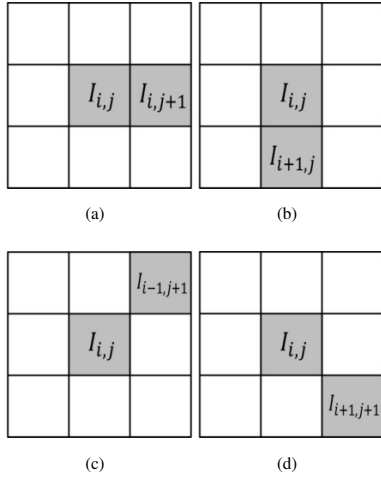 I_{i,j} I_{i,j+1} I_{i,j}
I_{i+1,j}
(a) (b)
I_{i-1,j+1}
I_{i,j} I_{i,j}
I_{i+1,j+1}
(c) (d)